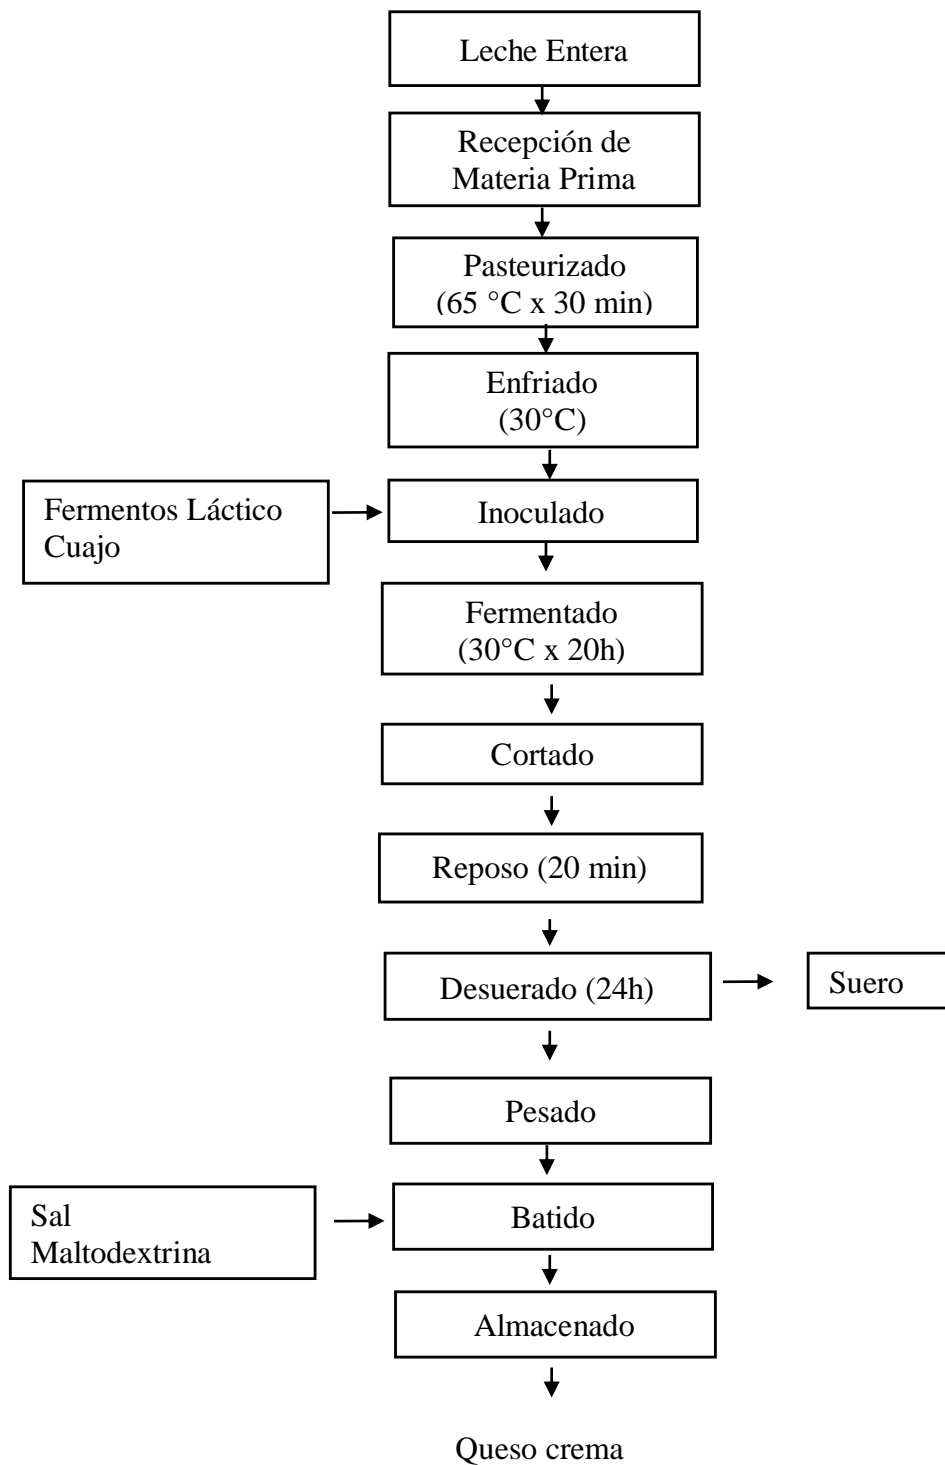 Leche Entera
Recepción de
Materia Prima
Pasteurizado
(65 °C x 30 min)
Enfriado
(30°C)
Fermentos Láctico
Cuajo
Inoculado
Fermentado
(30°C x 20h)
Cortado
Reposo (20 min)
Desuerado (24h)
Suero
Pesado
Sal
Maltodextrina
Batido
Almacenado
Queso crema